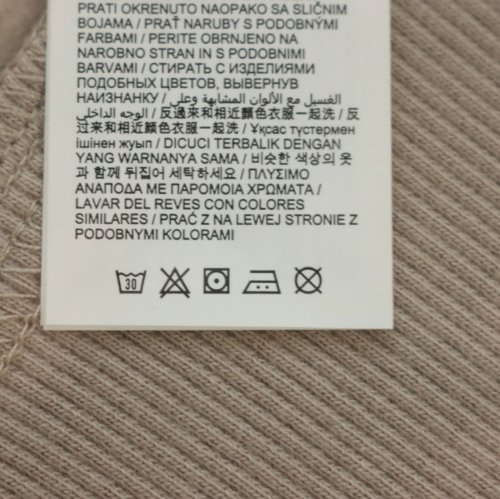 PRATI OKRENUTO NAOPAKO SA SLIČNIM
BOJAMA / PRAŤ NARUBY S PODOBNÝMI
FARBAMI / PERITE OBRNJENO NA
NAROBNO STRAN IN S PODOBNIMI
BARVAMI / СТИРАТЬ С ИЗДЕЛИЯМИ
ПОДОБНЫХ ЦВЕТОВ, ВЫВЕРНУВ
НАИЗНАНКУ / الغسيل مع الألوان المشابهة وعلى
الوجه الداخلي / 反過來和相近顏色衣服一起洗 / 反
过来和相近颜色衣服一起洗 / Ұқсас түстермен
ішінен жуып / DICUCI TERBALIK DENGAN
YANG WARNANYA SAMA / 비슷한 색상의 옷
과 함께 뒤집어 세탁하세요 / ΠΛΥΣΙΜΟ
ΑΝΑΠΟΔΑ ΜΕ ΠΑΡΟΜΟΙΑ ΧΡΩΜΑΤΑ /
LAVAR DEL REVES CON COLORES
SIMILARES / PRAĆ Z NA LEWEJ STRONIE Z
PODOBNYMI KOLORAMI
30